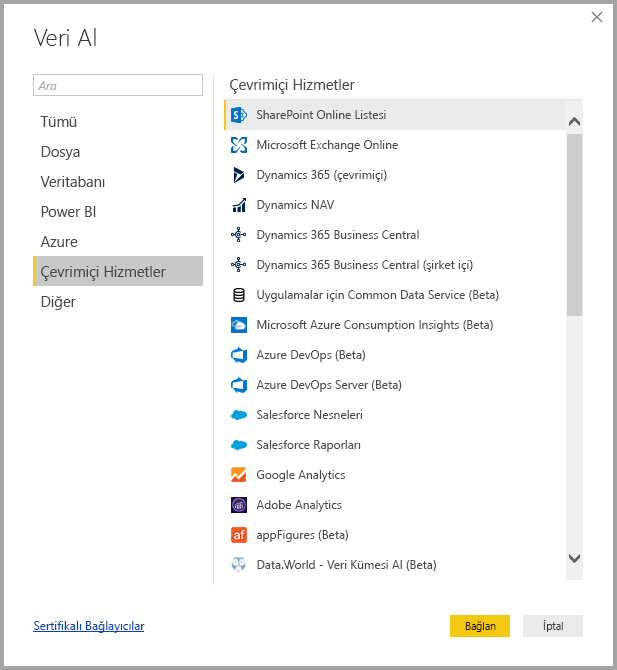 Veri Al
Ara
Tümü
Dosya
Veritabanı
Power BI
Azure
Çevrimiçi Hizmetler
Diğer
Çevrimiçi Hizmetler
SharePoint Online Listesi
Microsoft Exchange Online
Dynamics 365 (çevrimiçi)
Dynamics NAV
Dynamics 365 Business Central
Dynamics 365 Business Central (şirket içi)
Uygulamalar için Common Data Service (Beta)
Microsoft Azure Consumption Insights (Beta)
Azure DevOps (Beta)
Azure DevOps Server (Beta)
Salesforce Nesneleri
Salesforce Raporları
Google Analytics
Adobe Analytics
af appFigures (Beta)
Data.World - Veri Kümesi Al (Beta)
Sertifikalı Bağlayıcılar
Bağlan
İptal